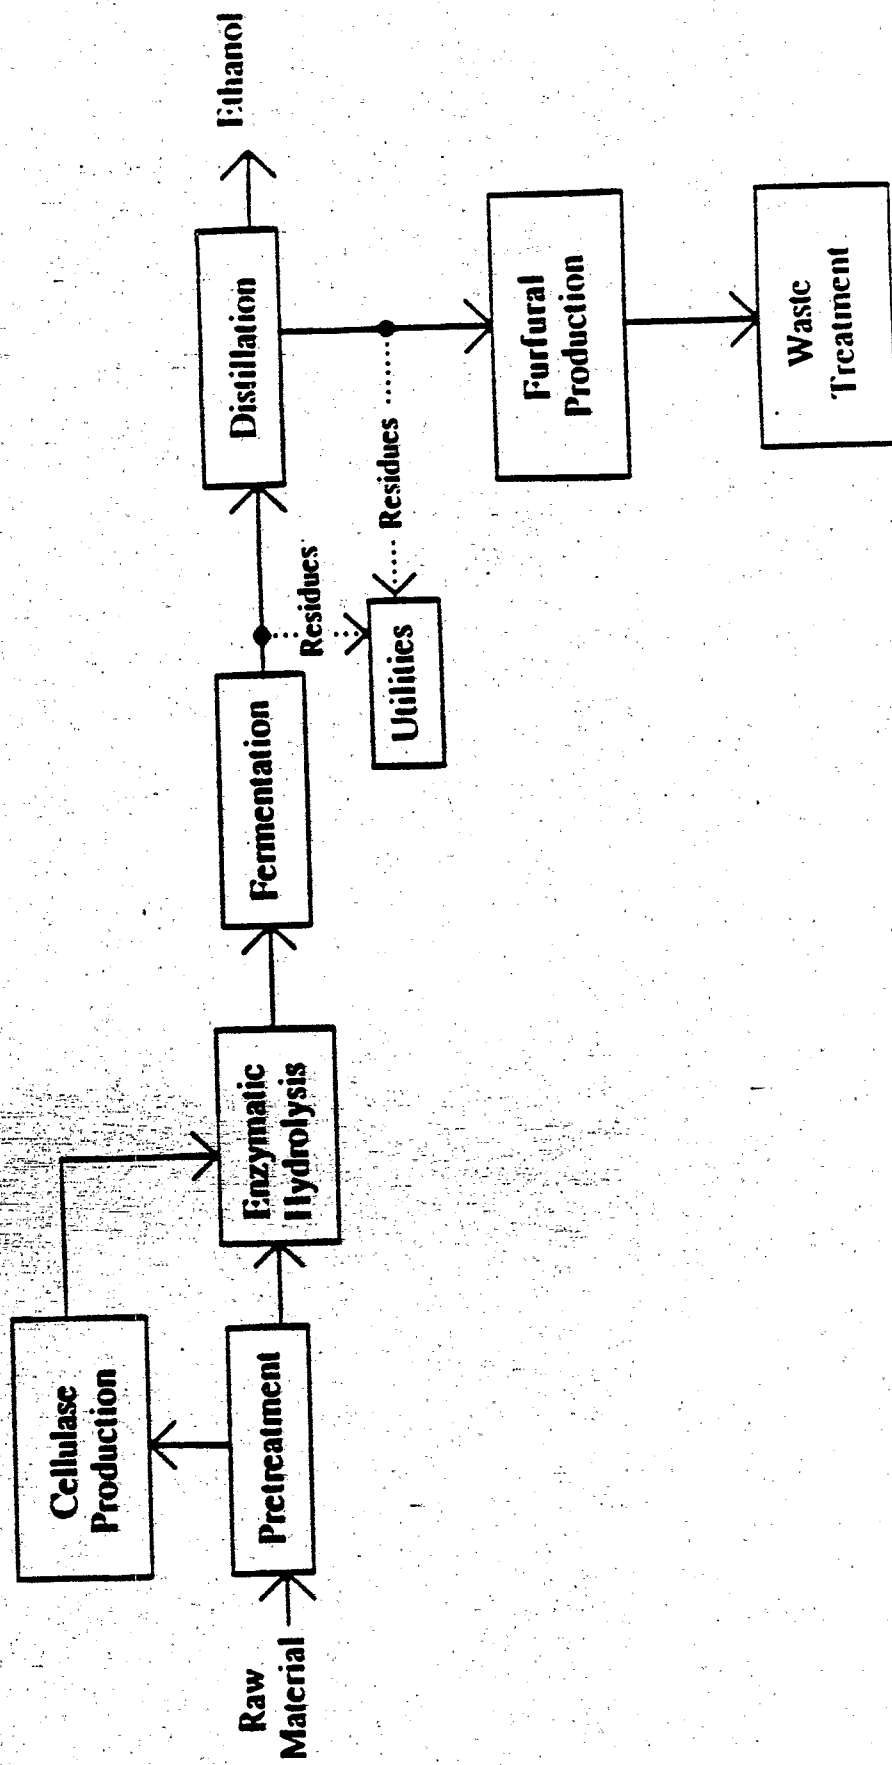 Raw
Material
Pretreatment
Cellulase
Production
Enzymatic
Hydrolysis
Fermentation
Residues
Utilities
Residues
Distillation
Ethanol
Furfural
Production
Waste
Treatment